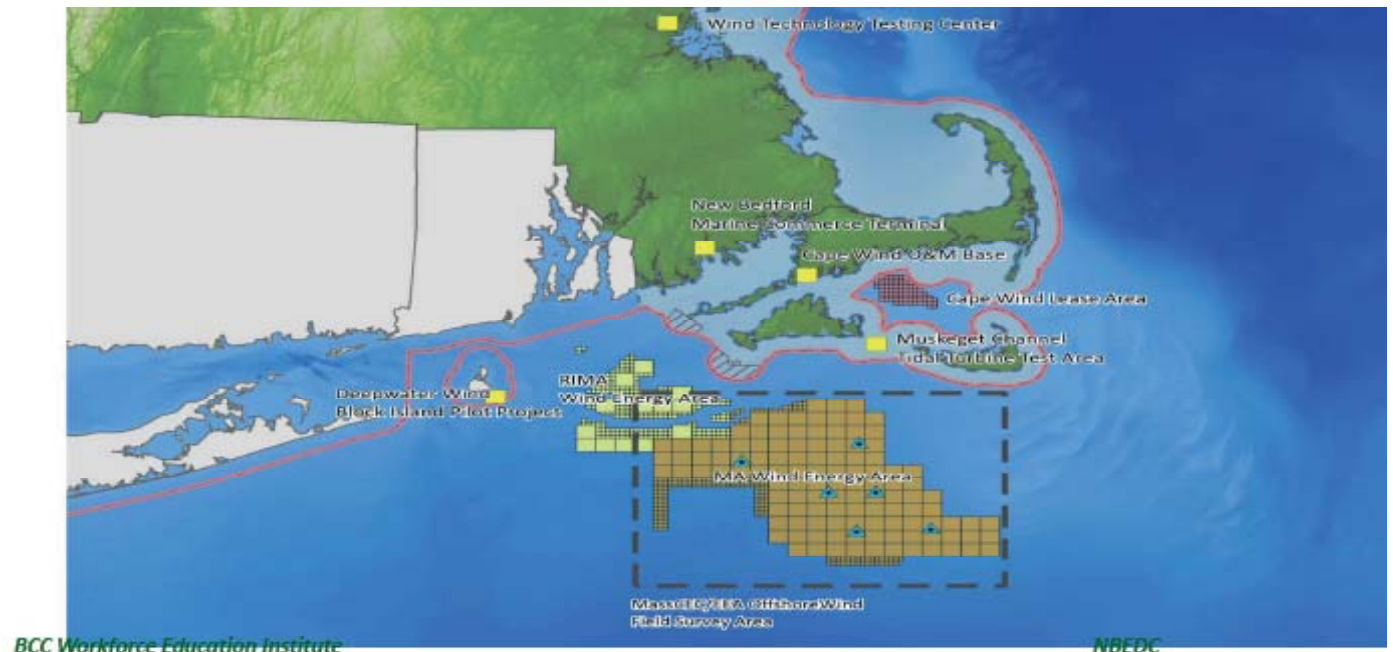 Wind Technology Testing Center
New Bedford
Marine Commerce Terminal
Cape Wind O&M Base
Cape Wind Lease Area
Muskeget Channel
Tidal Turbine Test Area
RIMA
Wind Energy Area
Deepwater Wind
Block Island Pilot Project
MA Wind Energy Area
MassCEC/EEA OffshoreWind
Field Survey Area
BCC Workforce Education Institute
NBEDC